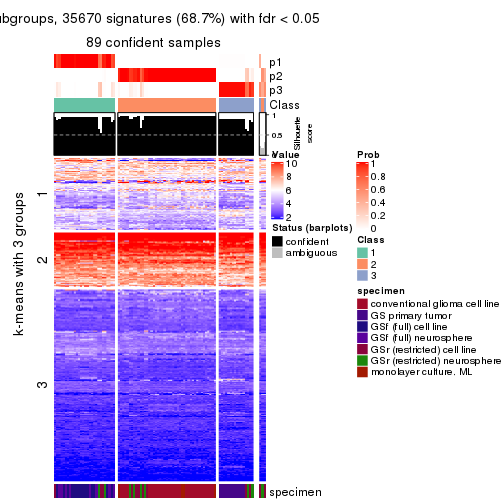 ubgroups, 35670 signatures (68.7%) with fdr < 0.05
89 confident samples
p1
p2
p3
Class
1
0.5
0
Silhouette
score
k-means with 3 groups
1
2
3
specimen
Value
10
8
6
4
2
Status (barplots)
confident
ambiguous
Prob
1
0.8
0.6
0.4
0.2
0
Class
1
2
3
specimen
conventional glioma cell line
GS primary tumor
GSf (full) cell line
GSf (full) neurosphere
GSr (restricted) cell line
GSr (restricted) neurosphere
monolayer culture. ML